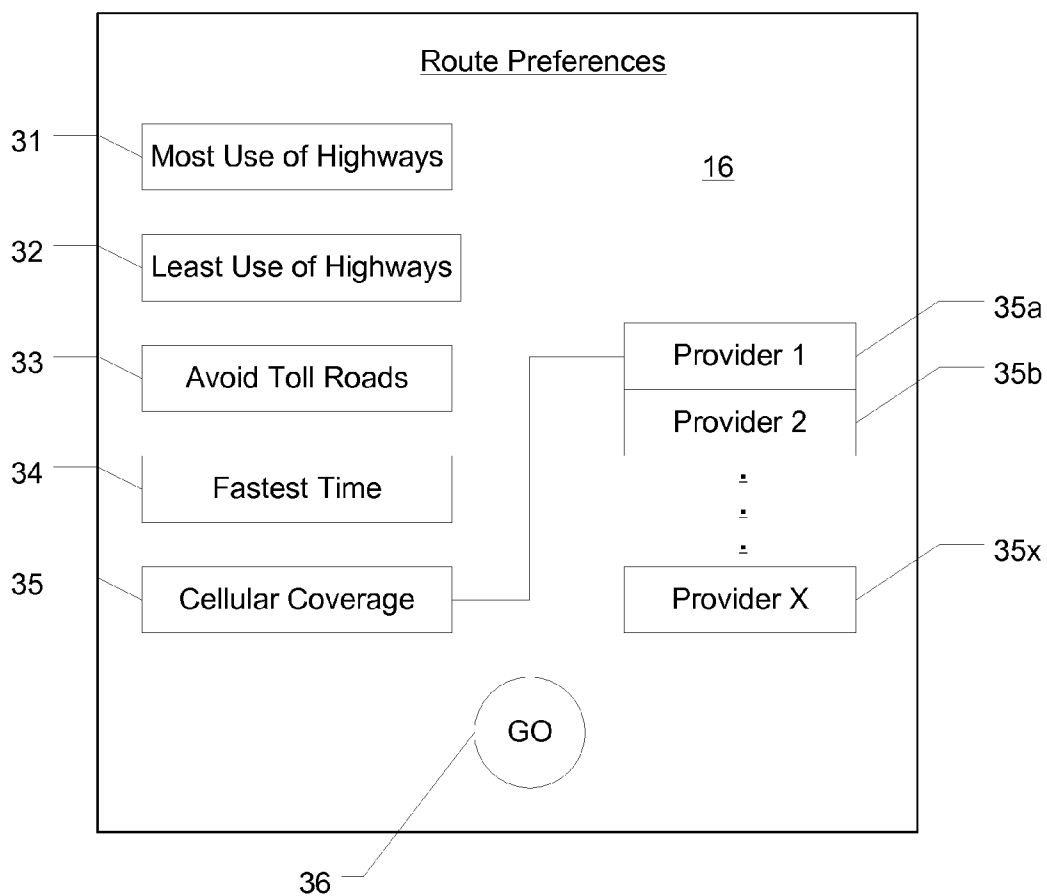 Route Preferences
31
Most Use of Highways
16
32
Least Use of Highways
35a
Provider 1
33
Avoid Toll Roads
35b
Provider 2
34
Fastest Time
.
.
.
35x
35
Cellular Coverage
Provider X
GO
36